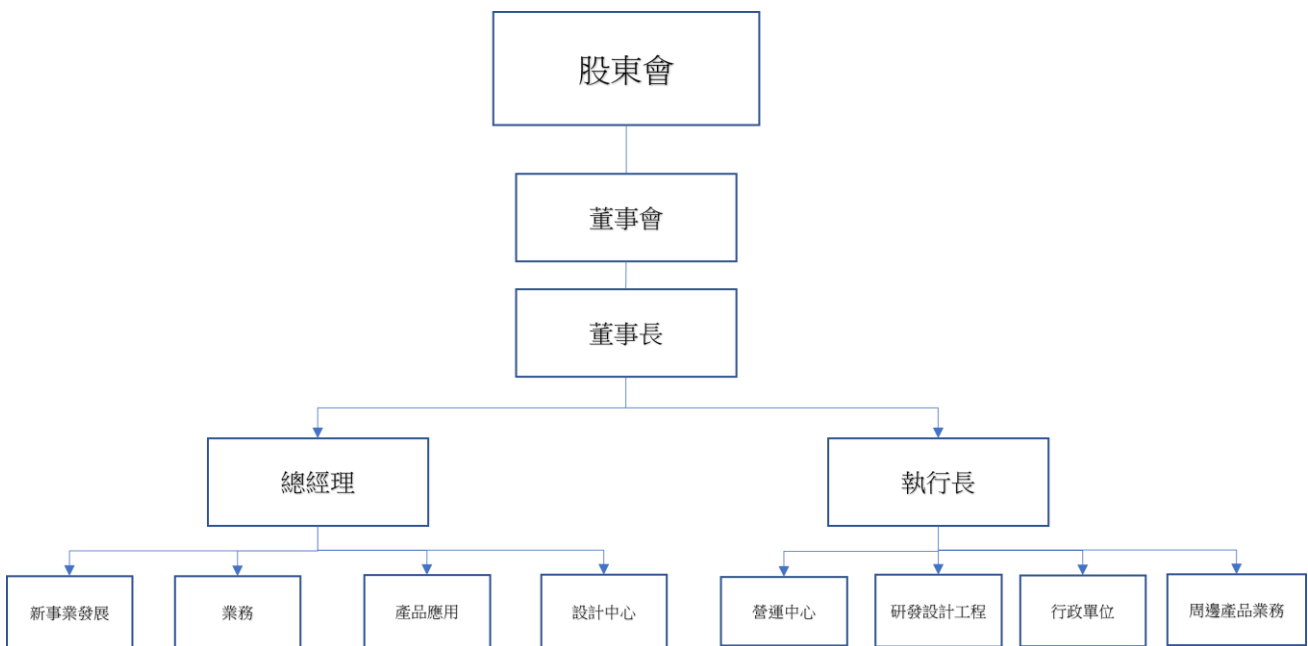 股東會
董事會
董事長
總經理
執行長
新事業發展
業務
產品應用
設計中心
營運中心
研發設計工程
行政單位
周邊產品業務